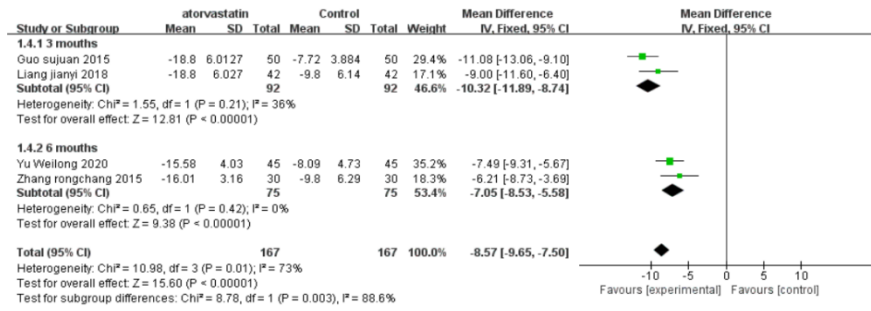 atorvastatin Control Mean Difference Mean Difference
Study or Subgroup Mean SD Total Mean SD Total Weight IV, Fixed, 95% CI IV, Fixed, 95% CI
1.4.1 3 mouths
Guo sujuan 2015 -18.8 6.0127 50 -7.72 3.884 50 29.4% -11.08 [-13.06, -9.10]
Liang jianyi 2018 -18.8 6.027 42 -9.8 6.14 42 17.1% -9.00 [-11.60, -6.40]
Subtotal (95% CI) 92 92 46.6% -10.32 [-11.89, -8.74]
Heterogeneity: Chi² = 1.55, df = 1 (P = 0.21); I² = 36%
Test for overall effect: Z = 12.81 (P < 0.00001)
1.4.2 6 mouths
Yu Weilong 2020 -15.58 4.03 45 -8.09 4.73 45 35.2% -7.49 [-9.31, -5.67]
Zhang rongchang 2015 -16.01 3.16 30 -9.8 6.29 30 18.3% -6.21 [-8.73, -3.69]
Subtotal (95% CI) 75 75 53.4% -7.05 [-8.53, -5.58]
Heterogeneity: Chi² = 0.65, df = 1 (P = 0.42); I² = 0%
Test for overall effect: Z = 9.38 (P < 0.00001)
Total (95% CI) 167 167 100.0% -8.57 [-9.65, -7.50]
Heterogeneity: Chi² = 10.98, df = 3 (P = 0.01); I² = 73%
Test for overall effect: Z = 15.60 (P < 0.00001)
Test for subgroup differences: Chi² = 8.78, df = 1 (P = 0.003), I² = 88.6%
-10 -5 0 5 10
Favours [experimental] Favours [control]